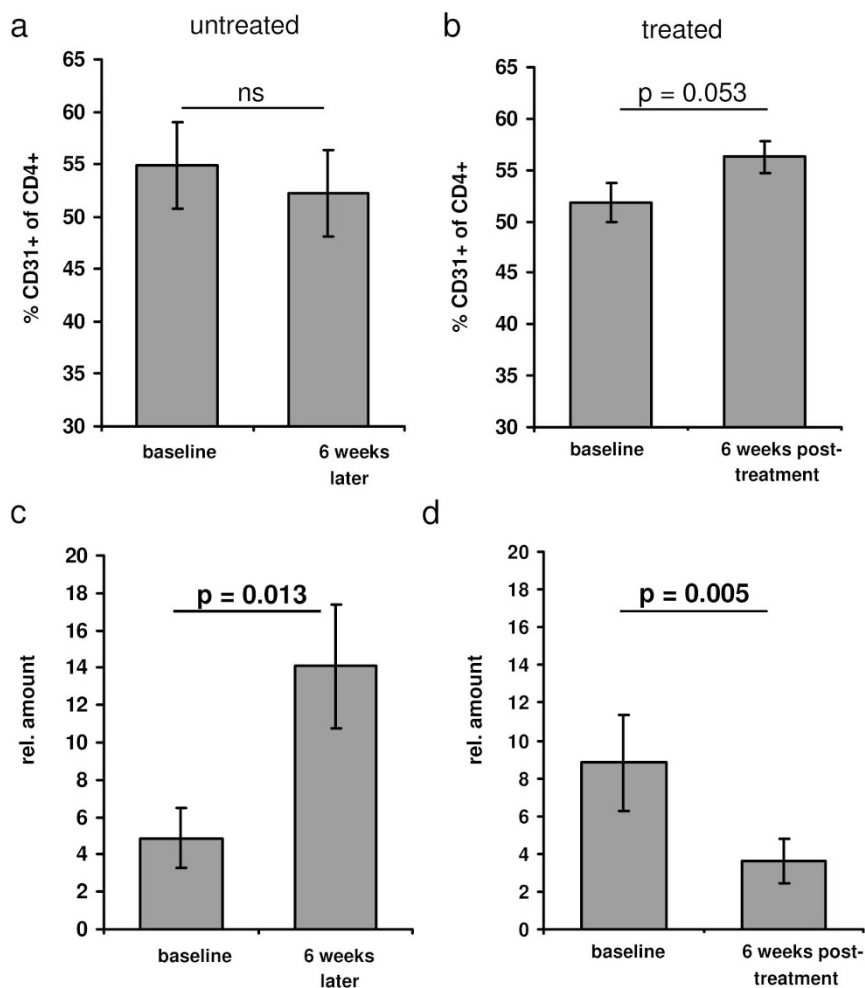 a
untreated
65
60
55
50
45
40
35
30
% CD31+ of CD4+
ns
baseline
6 weeks
later
b
treated
65
60
55
50
45
40
35
30
% CD31+ of CD4+
p = 0.053
baseline
6 weeks post-
treatment
c
20
18
16
14
12
10
8
6
4
2
0
rel. amount
p = 0.013
baseline
6 weeks
later
d
20
18
16
14
12
10
8
6
4
2
0
rel. amount
p = 0.005
baseline
6 weeks post-
treatment